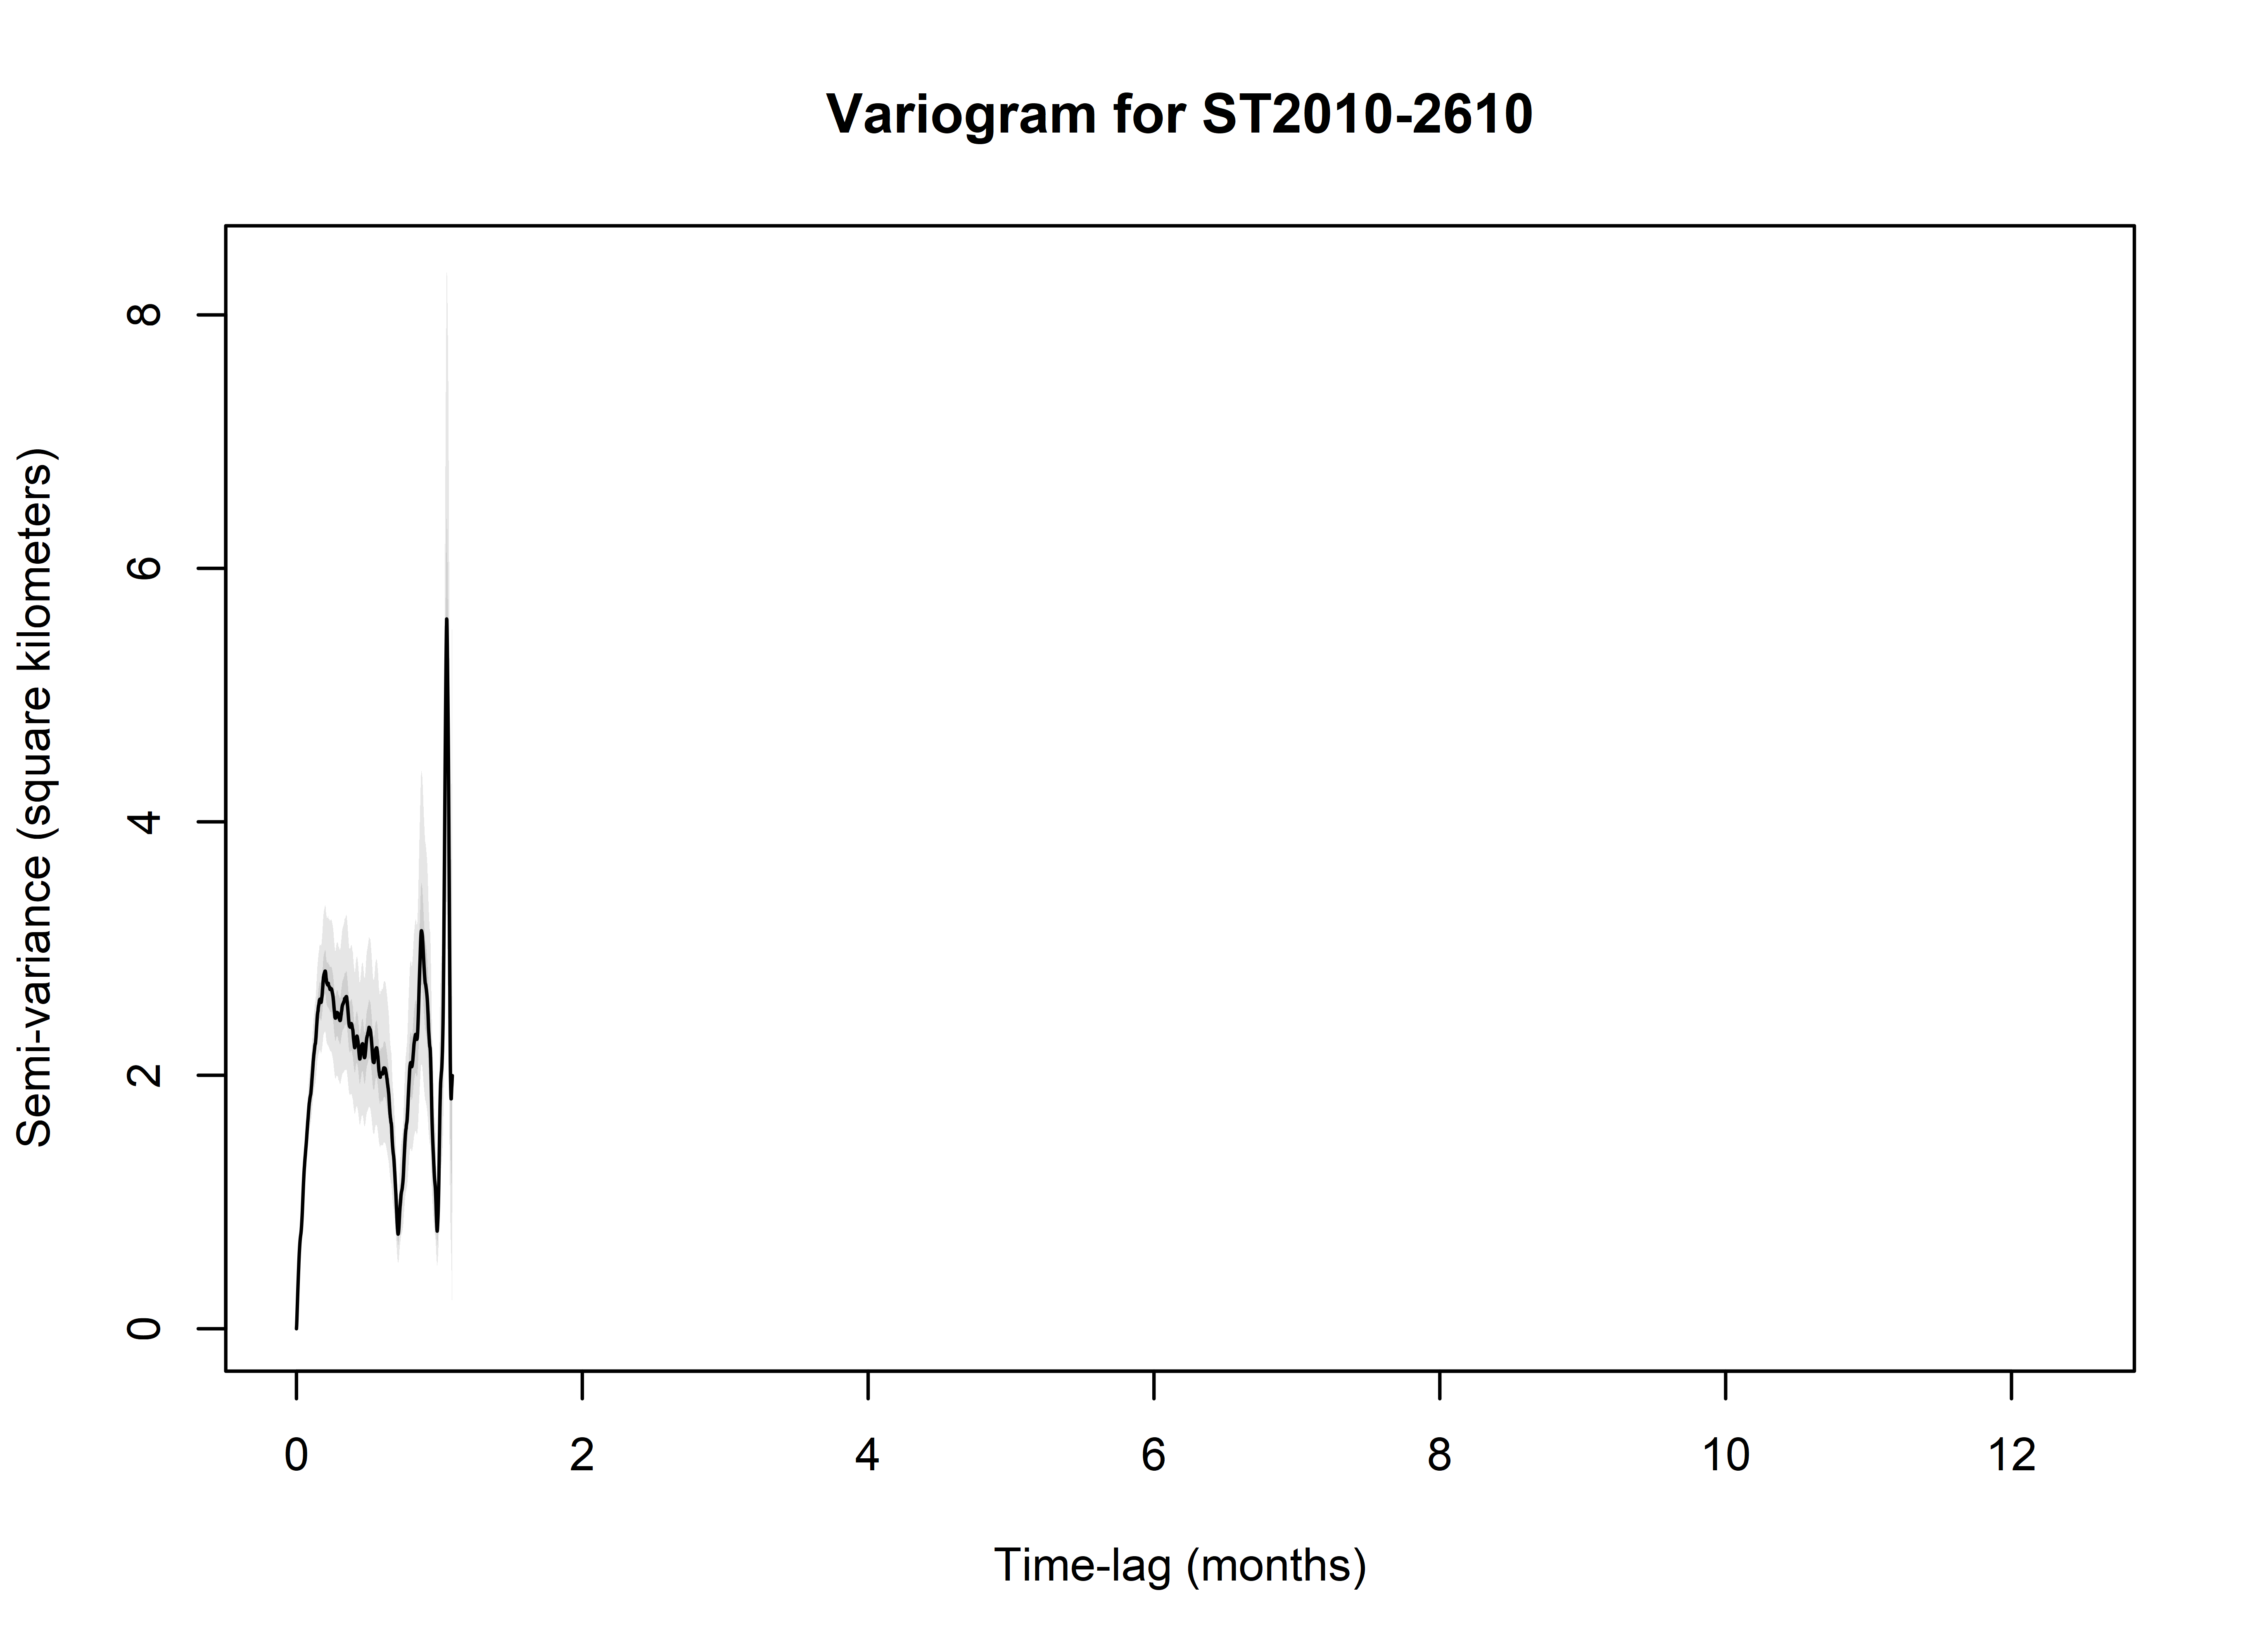 Variogram for ST2010-2610
8
6
4
2
0
Semi-variance (square kilometers)
0 2 4 6 8 10 12
Time-lag (months)